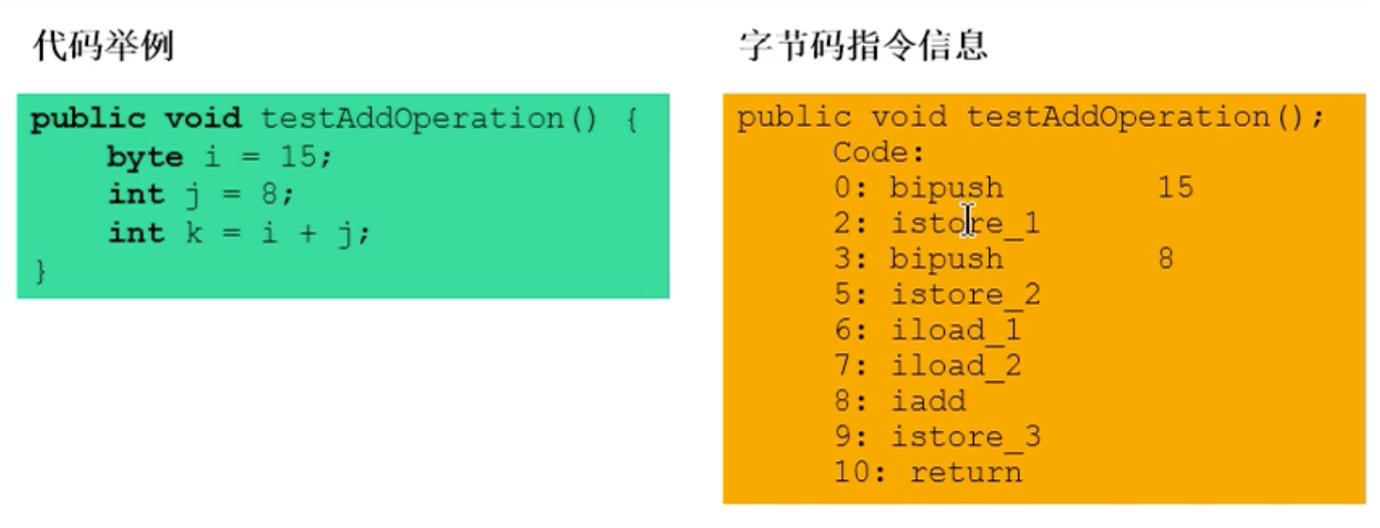 代码举例
public void testAddOperation() {
    byte i = 15;
    int j = 8;
    int k = i + j;
}
字节码指令信息
public void testAddOperation();
    Code:
    0: bipush        15
    2: istore_1
    3: bipush        8
    5: istore_2
    6: iload_1
    7: iload_2
    8: iadd
    9: istore_3
    10: return